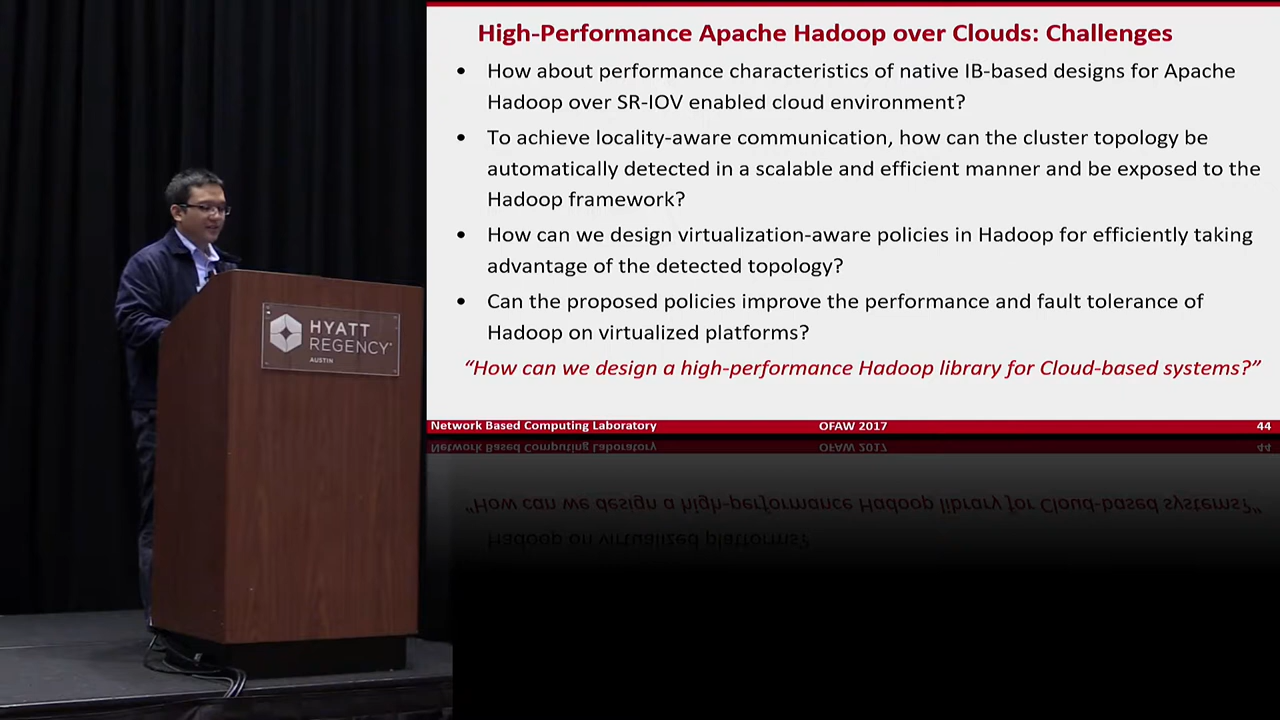 High-Performance Apache Hadoop over Clouds: Challenges
• How about performance characteristics of native IB-based designs for Apache
Hadoop over SR-IOV enabled cloud environment?
• To achieve locality-aware communication, how can the cluster topology be
automatically detected in a scalable and efficient manner and be exposed to the
Hadoop framework?
• How can we design virtualization-aware policies in Hadoop for efficiently taking
advantage of the detected topology?
• Can the proposed policies improve the performance and fault tolerance of
Hadoop on virtualized platforms?
“How can we design a high-performance Hadoop library for Cloud-based systems?”
Network Based Computing Laboratory OFAW 2017 44
HYATT
REGENCY
AUSTIN